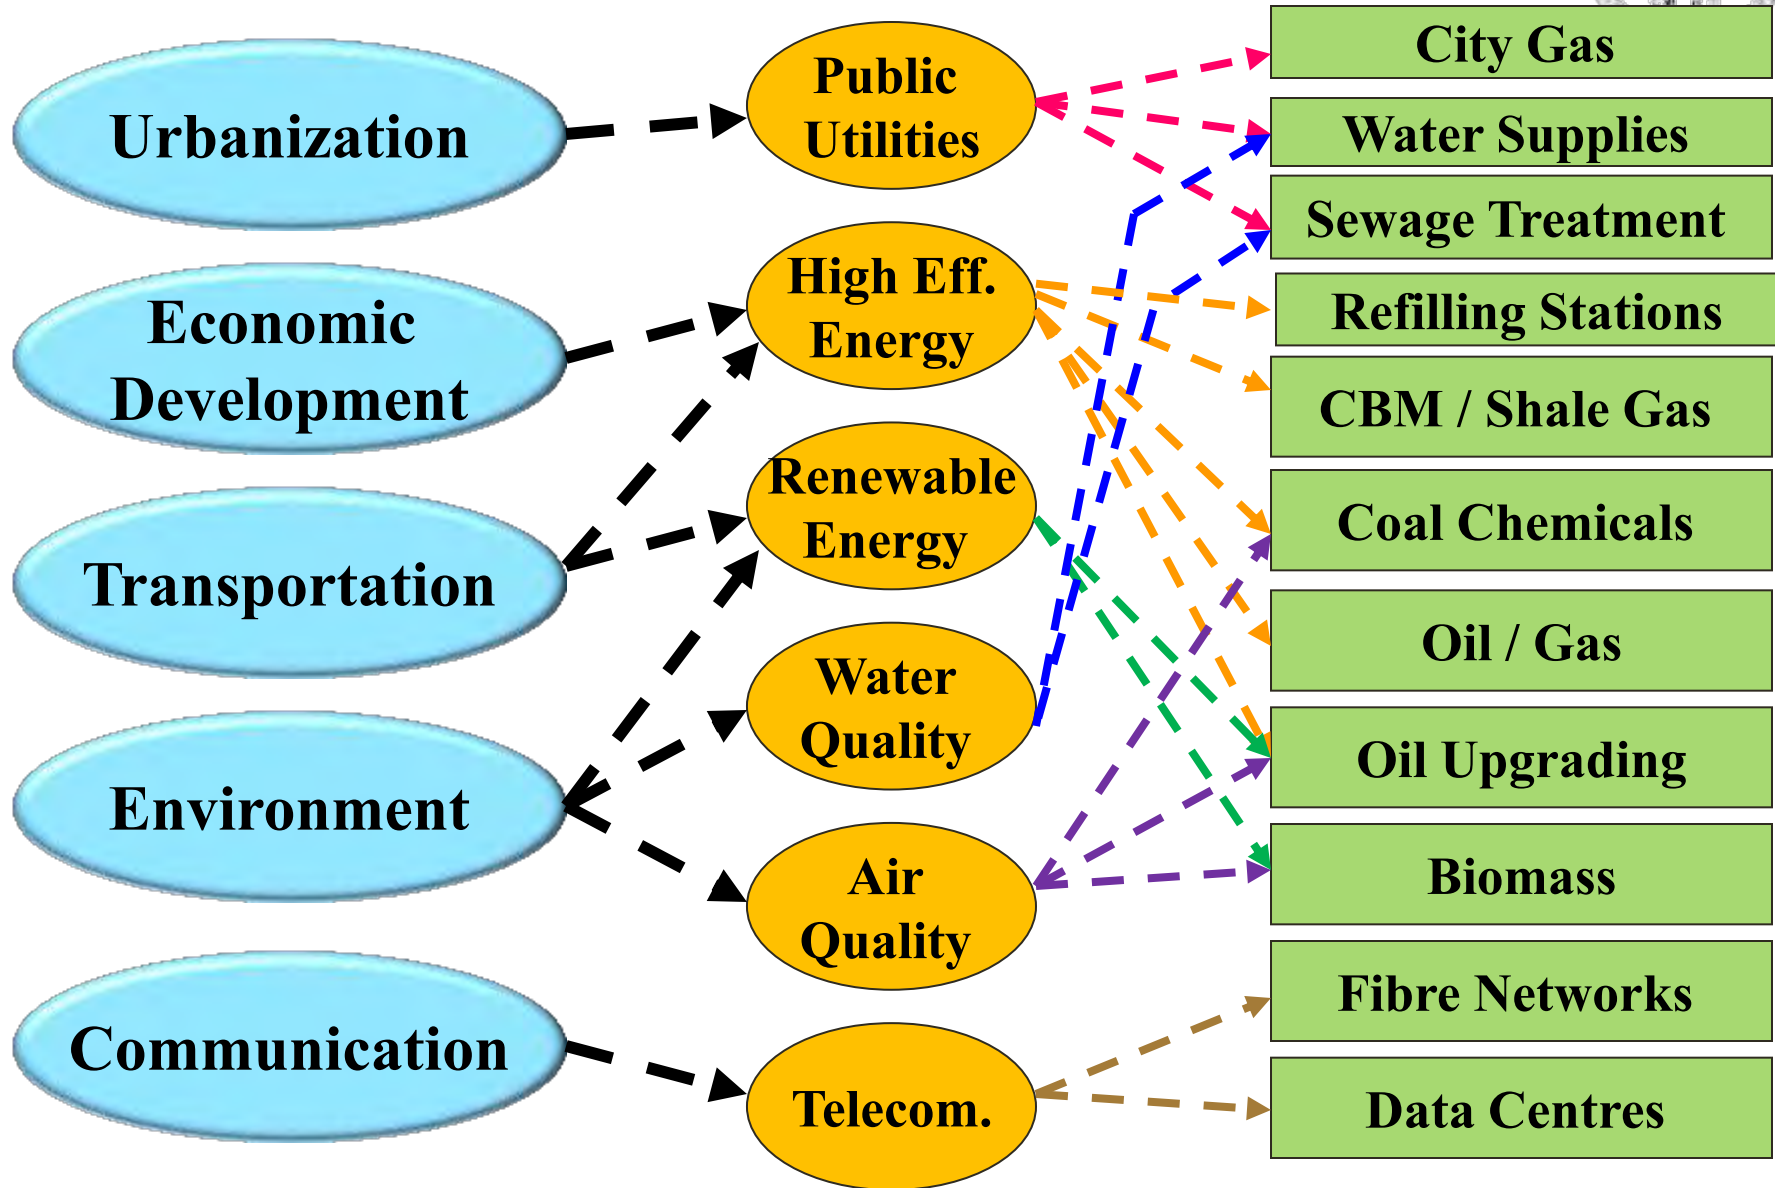 Urbanization
Economic
Development
Transportation
Environment
Communication
Public
Utilities
High Eff.
Energy
Renewable
Energy
Water
Quality
Air
Quality
Telecom.
City Gas
Water Supplies
Sewage Treatment
Refilling Stations
CBM / Shale Gas
Coal Chemicals
Oil / Gas
Oil Upgrading
Biomass
Fibre Networks
Data Centres